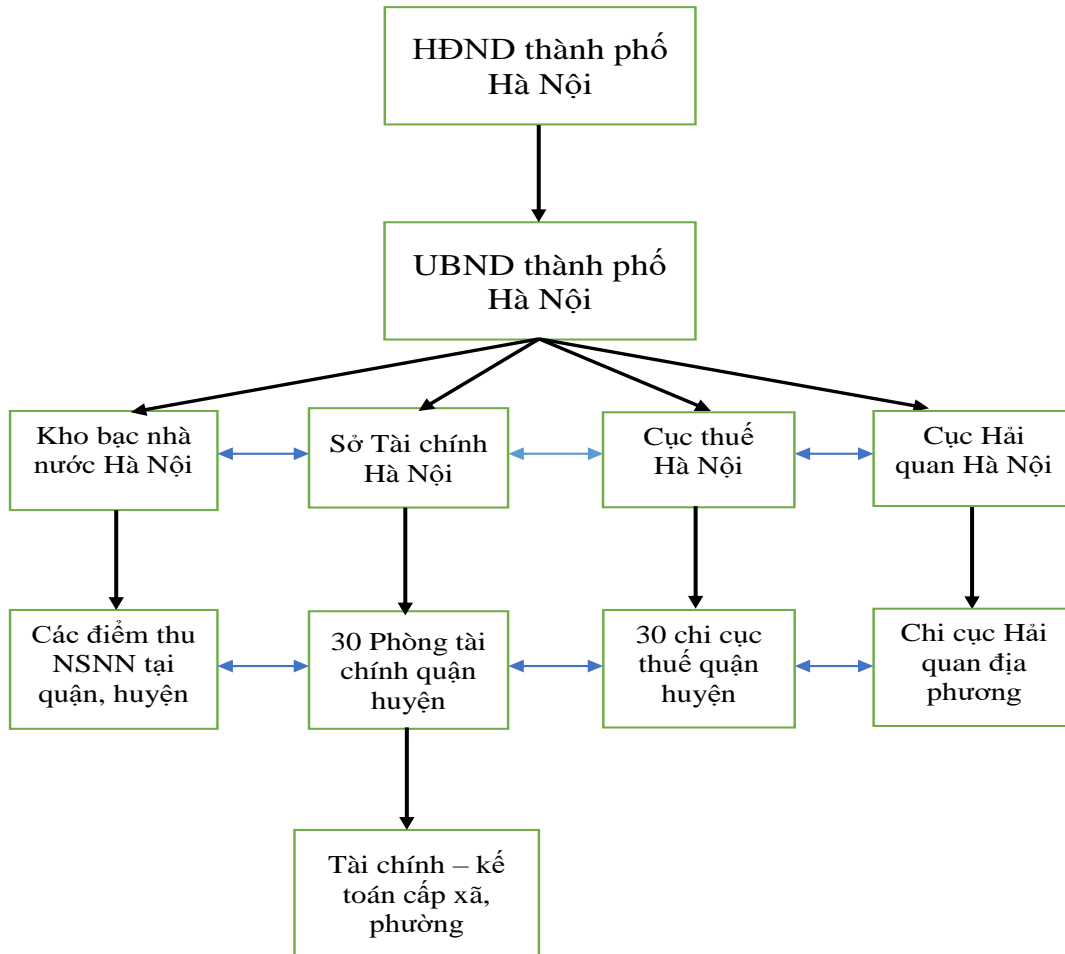 HĐND thành phố
Hà Nội
UBND thành phố
Hà Nội
Kho bạc nhà
nước Hà Nội
Sở Tài chính
Hà Nội
Cục thuế
Hà Nội
Cục Hải
quan Hà Nội
Các điểm thu
NSNN tại
quận, huyện
30 Phòng tài
chính quận
huyện
30 chi cục
thuế quận
huyện
Chi cục Hải
quan địa
phương
Tài chính – kế
toán cấp xã,
phường